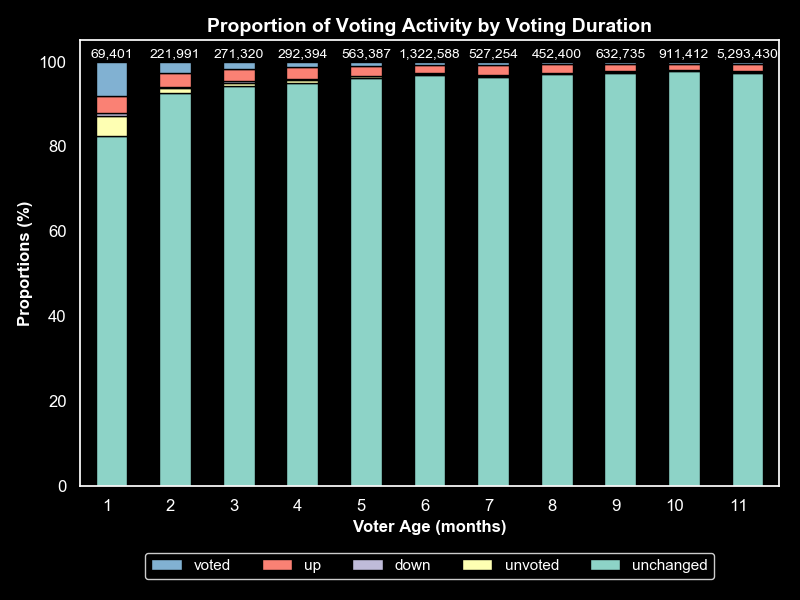 Proportion of Voting Activity by Voting Duration
69,401 221,991 271,320 292,394 563,387 1,322,588 527,254 452,400 632,735 911,412 5,293,430
100
80
60
40
20
0
Proportions (%)
1 2 3 4 5 6 7 8 9 10 11
Voter Age (months)
voted up down unvoted unchanged